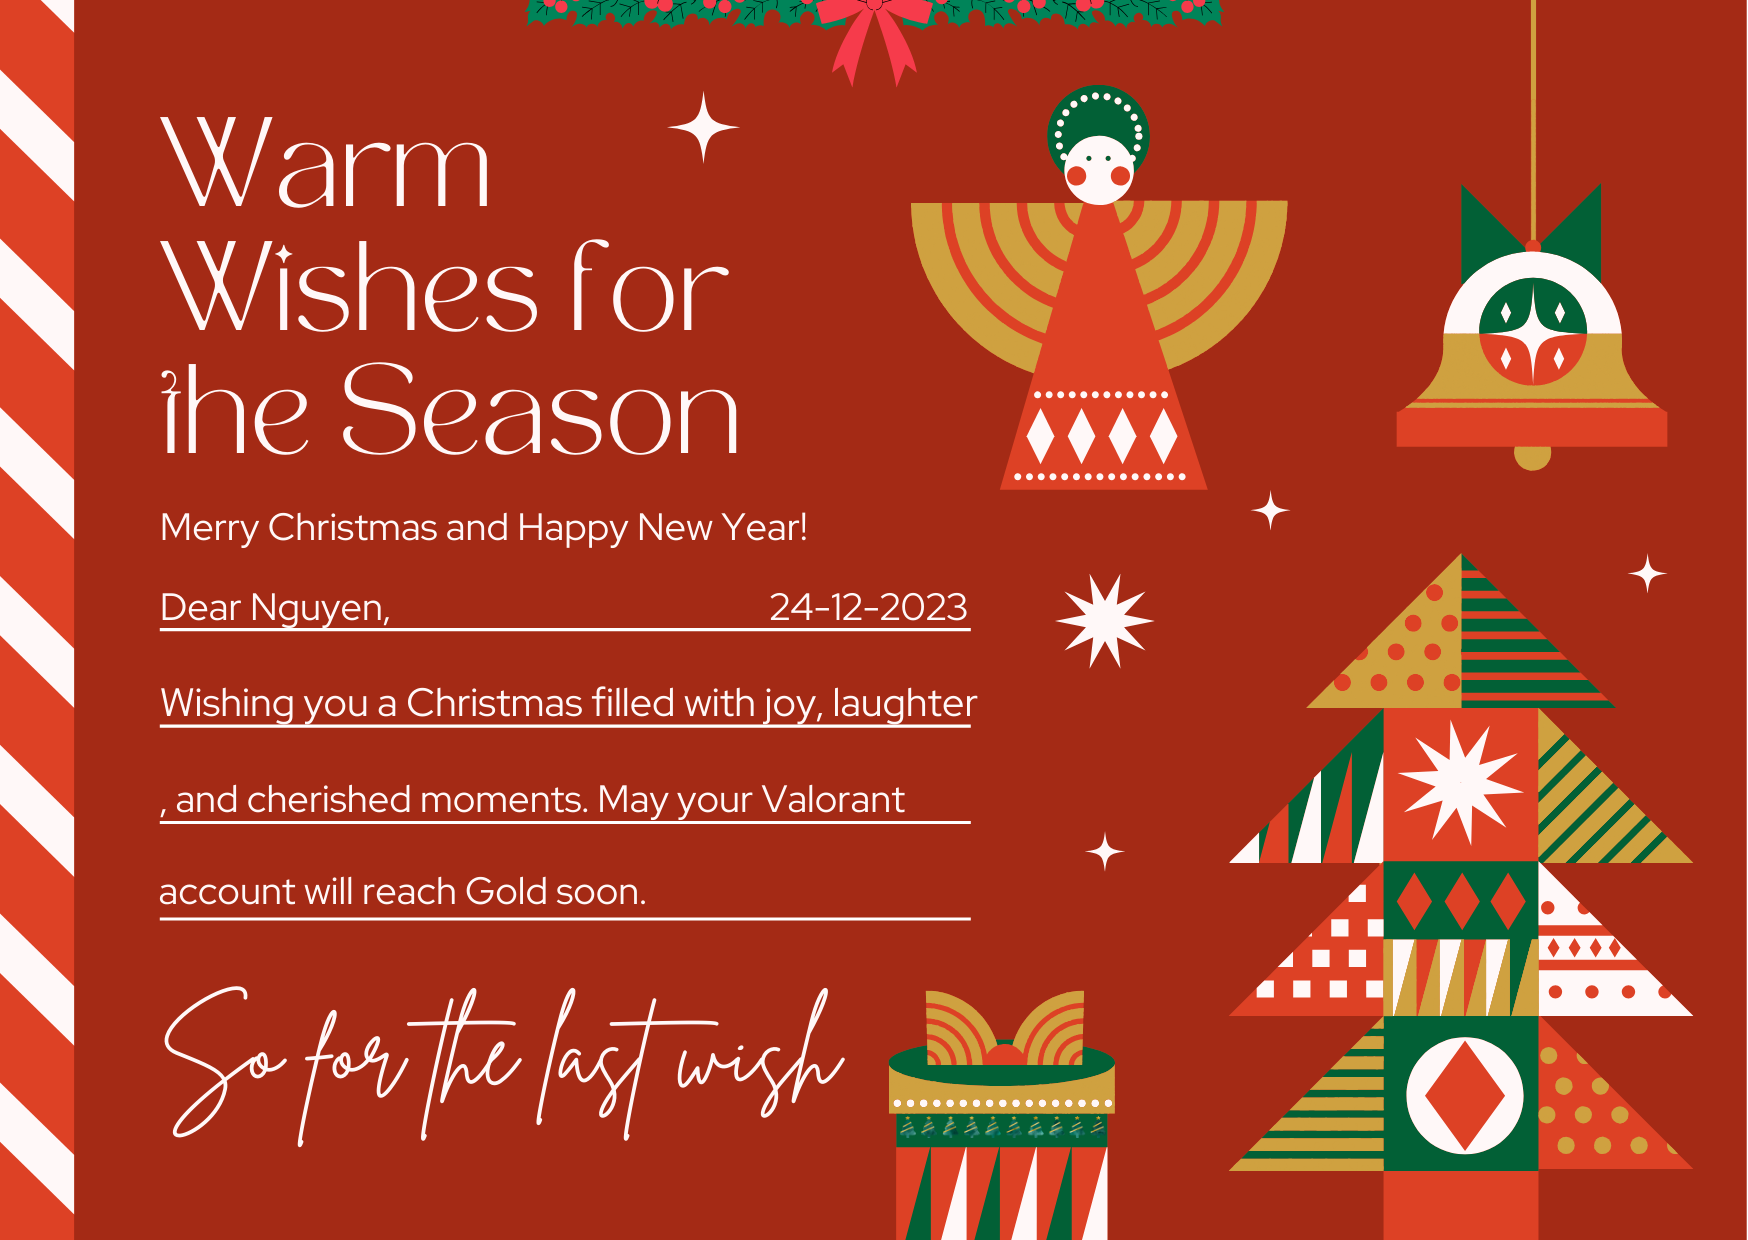 Warm
Wishes for
the Season
Merry Christmas and Happy New Year!
Dear Nguyen, 24-12-2023
Wishing you a Christmas filled with joy, laughter
, and cherished moments. May your Valorant
account will reach Gold soon.
So for the last wish